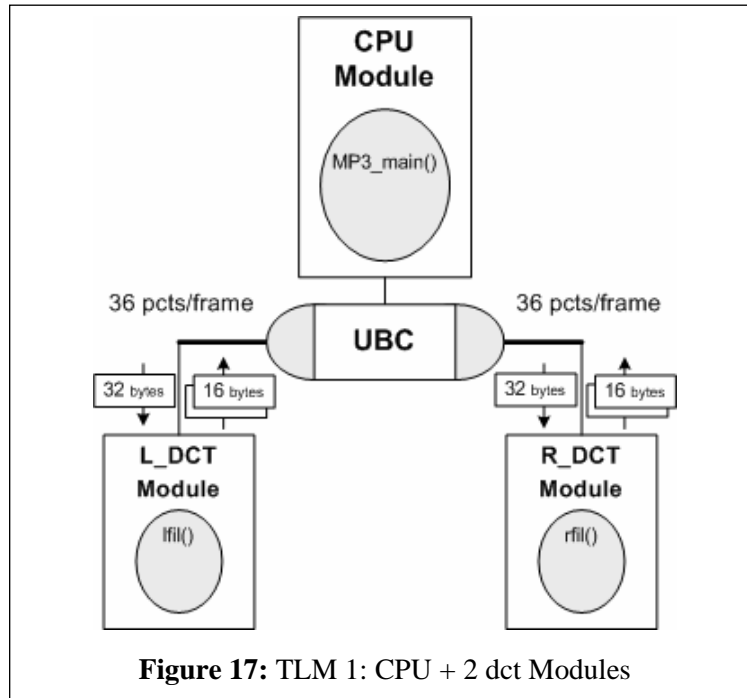 CPU
Module
MP3_main()
36 pcts/frame
36 pcts/frame
UBC
32 bytes
16 bytes
32 bytes
16 bytes
L_DCT
Module
lfil()
R_DCT
Module
rfil()
Figure 17: TLM 1: CPU + 2 dct Modules